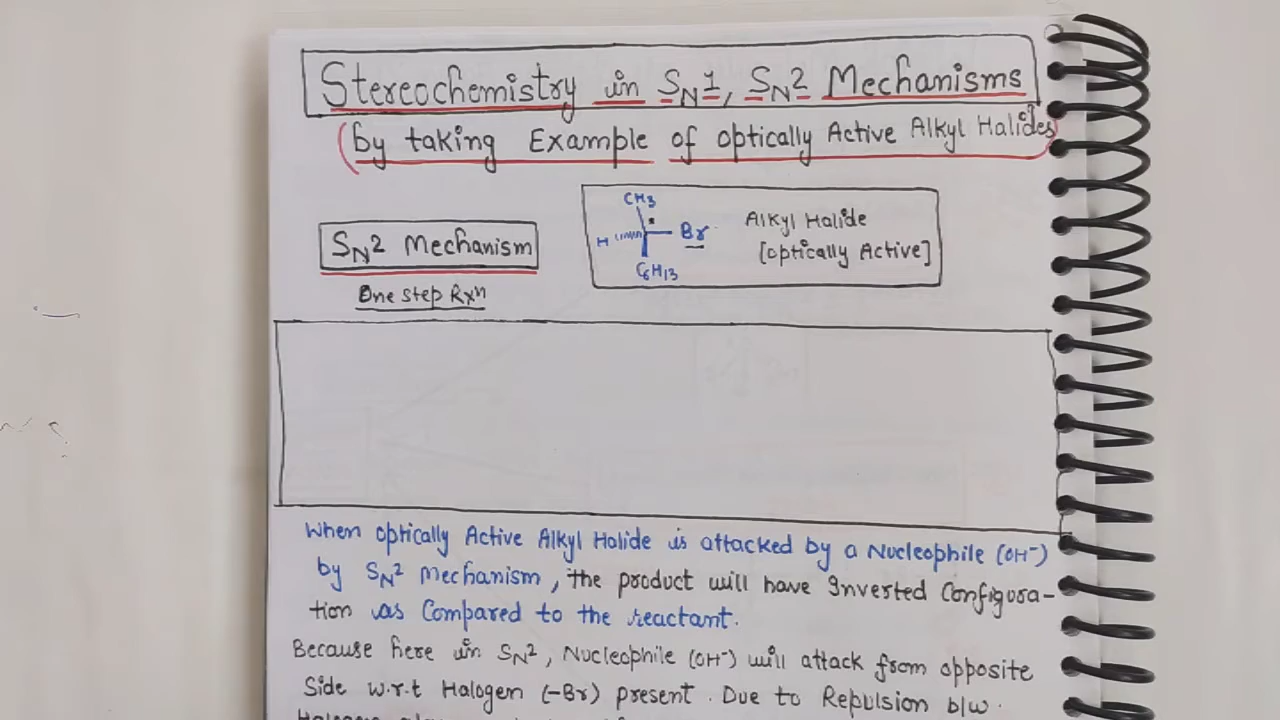 Stereochemistry in SN1, SN2 Mechanisms
(by taking Example of optically Active Alkyl Halides)
CH3
H Br
C6H13
Alkyl Halide
[optically Active]
SN2 Mechanism
One step Rxn
When optically Active Alkyl Halide is attacked by a Nucleophile (OH-)
by SN2 Mechanism, the product will have Inverted Configura-
tion as Compared to the reactant.
Because here in SN2, Nucleophile (OH-) will attack from opposite
Side w.r.t Halogen (-Br) present. Due to Repulsion b/w.